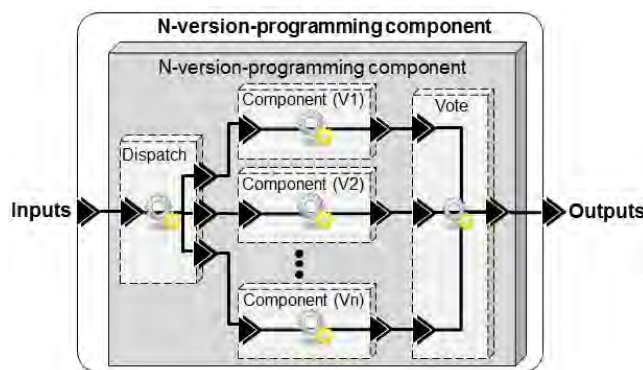 N-version-programming component
N-version-programming component
Component (V1)
Vote
Dispatch
Component (V2)
Inputs
Outputs
Component (Vn)